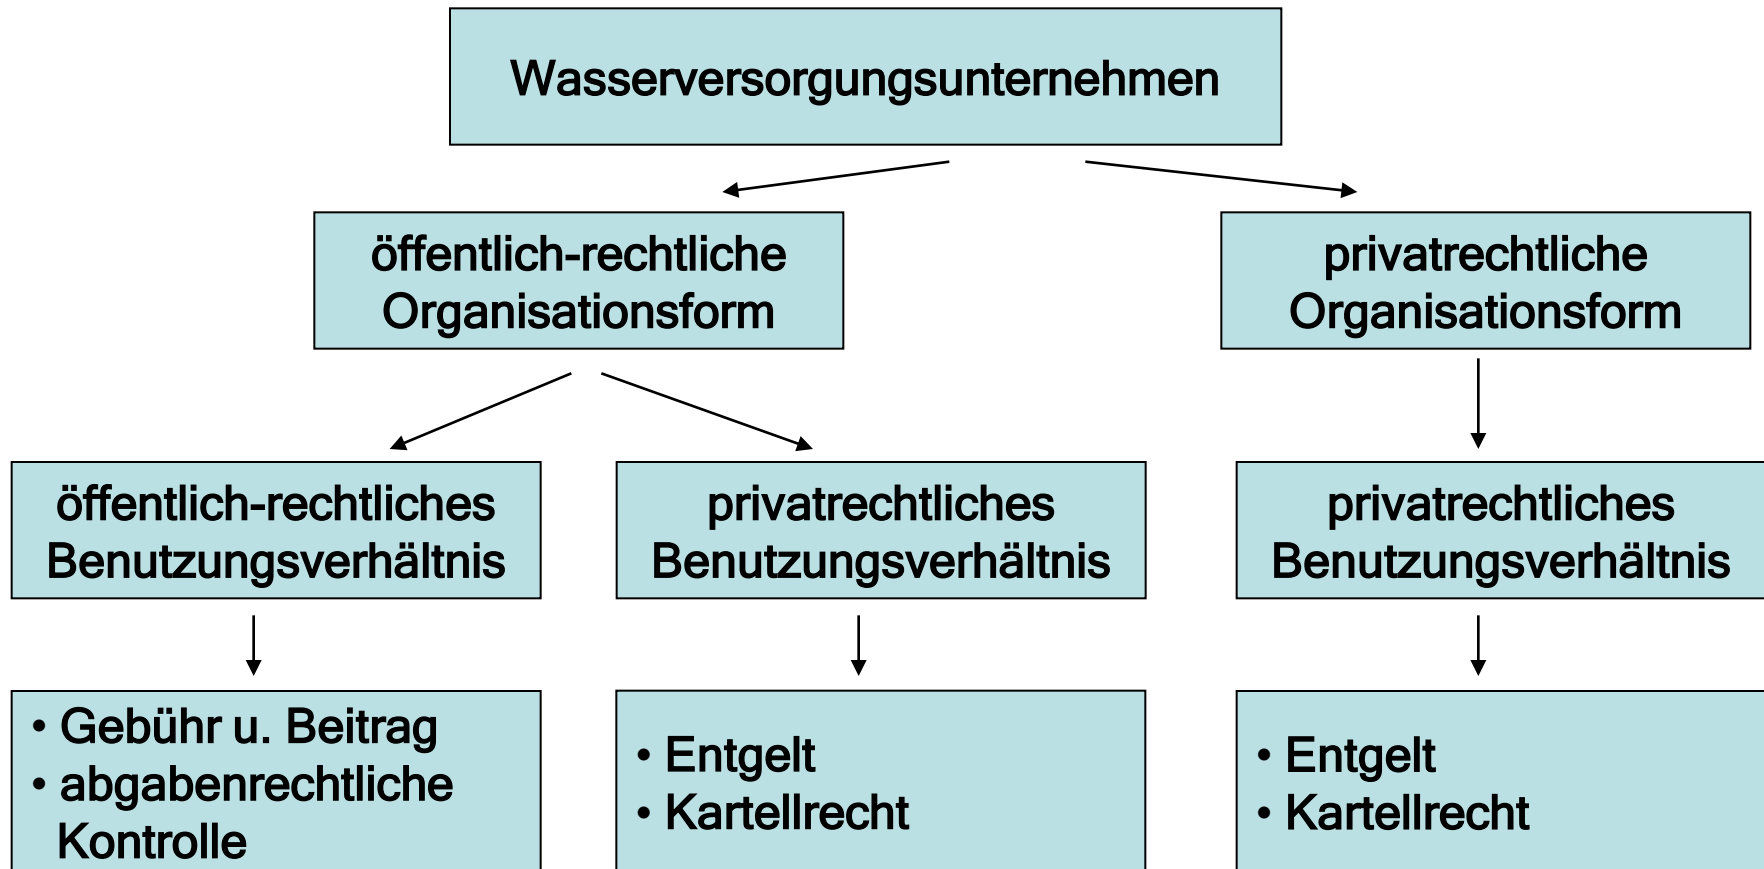 Wasserversorgungsunternehmen
öffentlich-rechtliche
Organisationsform
privatrechtliche
Organisationsform
öffentlich-rechtliches
Benutzungsverhältnis
privatrechtliches
Benutzungsverhältnis
privatrechtliches
Benutzungsverhältnis
• Gebühr u. Beitrag
• abgabenrechtliche
Kontrolle
• Entgelt
• Kartellrecht
• Entgelt
• Kartellrecht